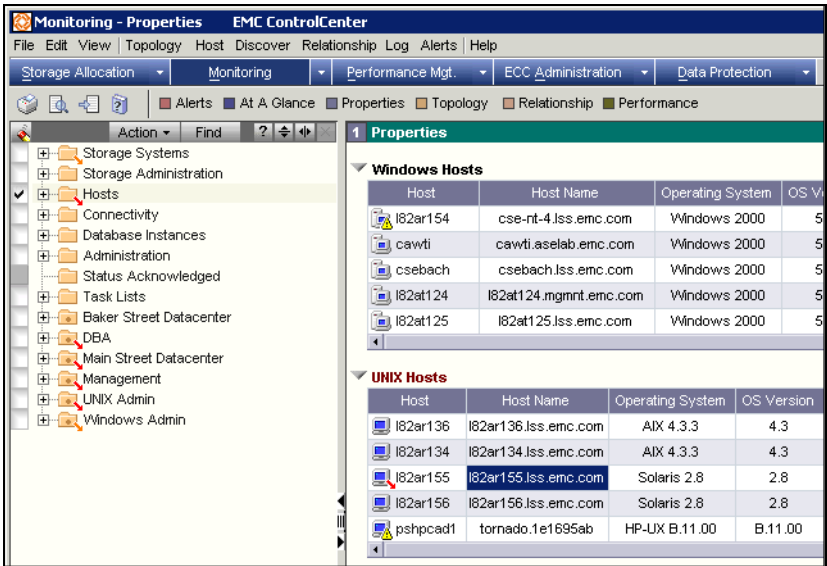 Monitoring - Properties EMC ControlCenter
File Edit View Topology Host Discover Relationship Log Alerts Help
Storage Allocation Monitoring Performance Mgt. ECC Administration Data Protection
Alerts At A Glance Properties Topology Relationship Performance
Action Find ?
Storage Systems
Storage Administration
Hosts
Connectivity
Database Instances
Administration
Status Acknowledged
Task Lists
Baker Street Datacenter
DBA
Main Street Datacenter
Management
UNIX Admin
Windows Admin
1 Properties
Windows Hosts
Host Host Name Operating System OS
l82ar154 cse-nt-4.lss.emc.com Windows 2000 5
cawti cawti.aselab.emc.com Windows 2000 5
csebach csebach.lss.emc.com Windows 2000 5
l82at124 l82at124.mgmnt.emc.com Windows 2000 5
l82at125 l82at125.lss.emc.com Windows 2000 5
UNIX Hosts
Host Host Name Operating System OS Version
l82ar136 l82ar136.lss.emc.com AIX 4.3.3 4.3
l82ar134 l82ar134.lss.emc.com AIX 4.3.3 4.3
l82ar155 l82ar155.lss.emc.com Solaris 2.8 2.8
l82ar156 l82ar156.lss.emc.com Solaris 2.8 2.8
pshpcad1 tornado.1e1695ab HP-UX B.11.00 B.11.00